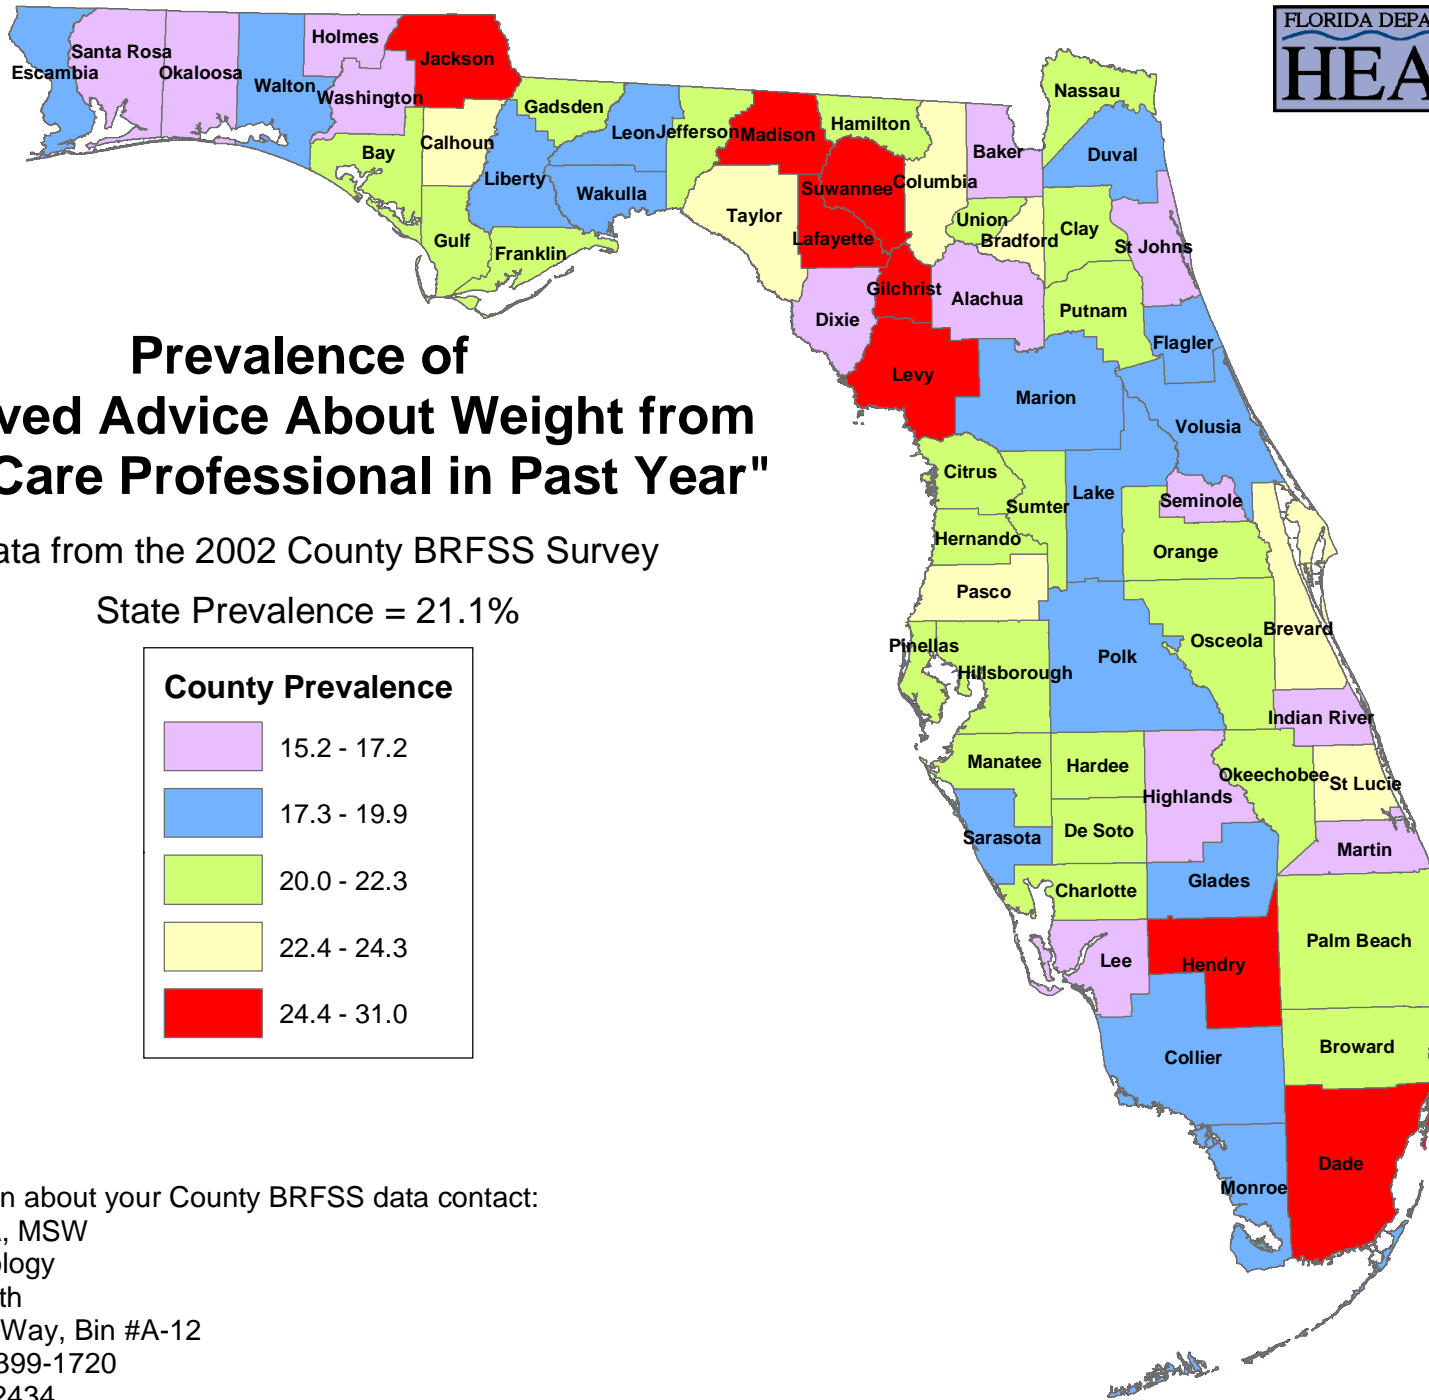 FLORIDA DEPA
HEA
Holmes
Santa Rosa
Escambia
Okaloosa
Walton
Washington
Jackson
Gadsden
Calhoun
Bay
Leon
Jefferson
Madison
Hamilton
Nassau
Baker
Duval
Liberty
Wakulla
Suwannee
Columbia
Taylor
Union
Bradford
Clay
St Johns
Gulf
Franklin
Lafayette
Gilchrist
Alachua
Putnam
Dixie
Flagler
Levy
Marion
Volusia
Citrus
Lake
Seminole
Sumter
Hernando
Orange
Pasco
Brevard
Pinellas
Hillsborough
Polk
Osceola
Indian River
Manatee
Hardee
Okeechobee
St Lucie
Highlands
De Soto
Sarasota
Martin
Charlotte
Glades
Palm Beach
Lee
Hendry
Broward
Collier
Dade
Monroe
Prevalence of
ved Advice About Weight from
Care Professional in Past Year"
ata from the 2002 County BRFSS Survey
State Prevalence = 21.1%
County Prevalence
15.2 - 17.2
17.3 - 19.9
20.0 - 22.3
22.4 - 24.3
24.4 - 31.0
n about your County BRFSS data contact:
, MSW
ology
th
Way, Bin #A-12
399-1720
2434